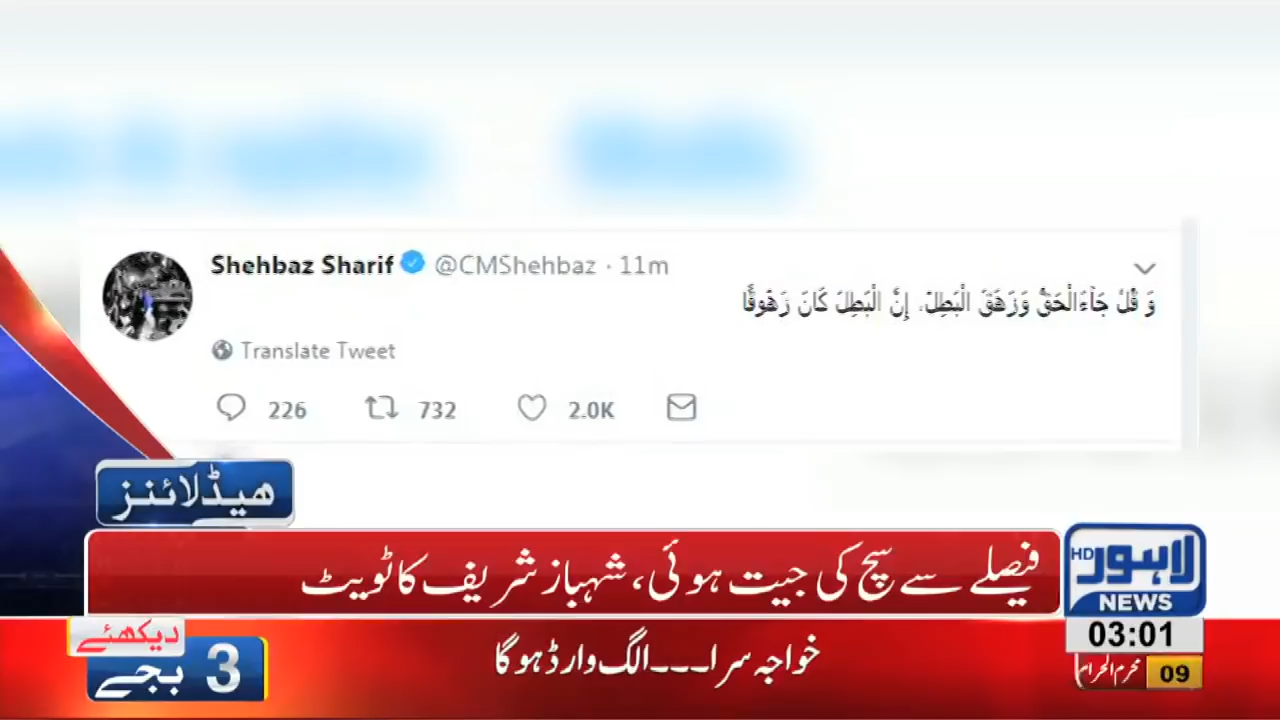 Shehbaz Sharif @CMShehbaz · 11m
وَ قُلْ جَآءَالْحَقُّ وَزَهَقَ الْبَطِلُ، إِنَّ الْبَطِلَ كَانَ زَهُوقًا
Translate Tweet
226 732 2.0K
ہیڈلائنز
فیصلے سے سچ کی جیت ہوئی، شہباز شریف کا ٹویٹ
HD لاہور
NEWS
03:01
محرم الحرام 09
دیکھئے
3 بجے
خواجہ سرا۔۔۔الگ وارڈ ہوگا